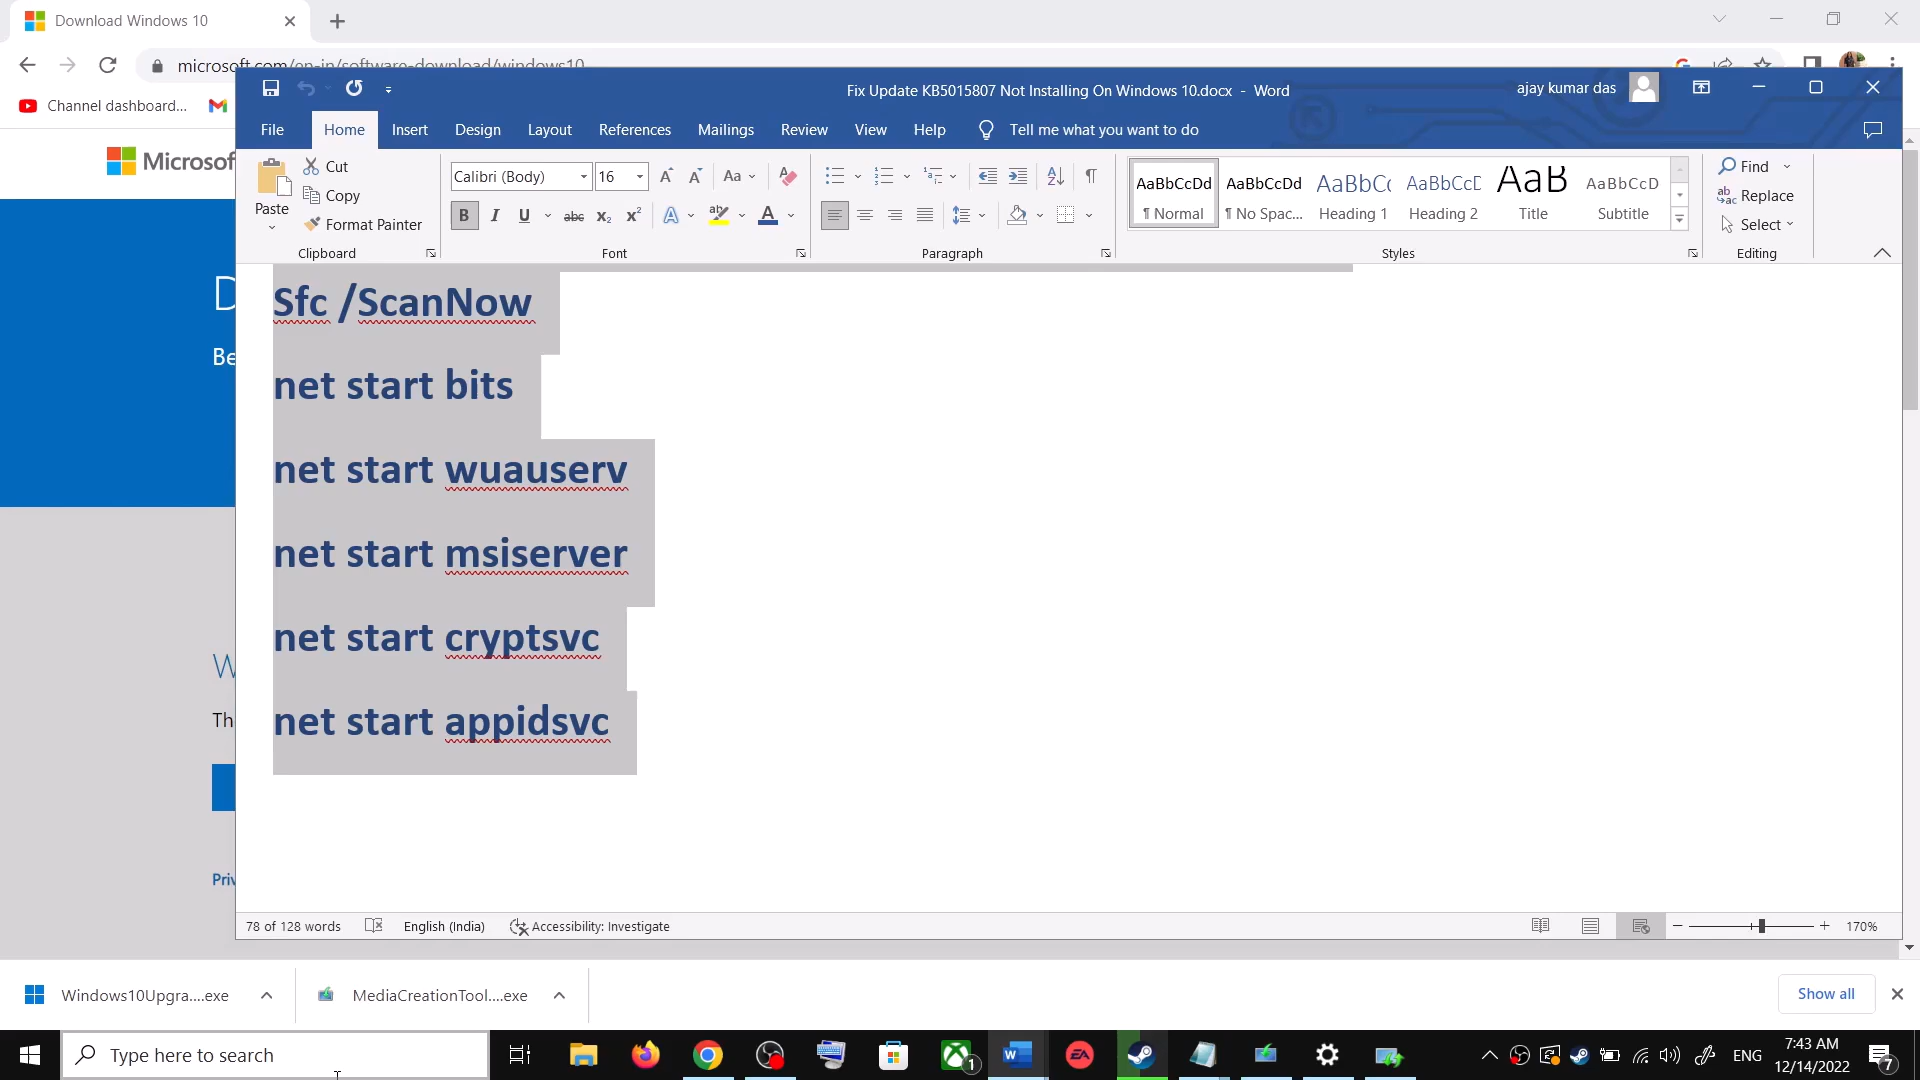 Download Windows 10
microsoft.com/en-in/software-download/windows10
Channel dashboard...
Microsof
D
Be
W
Th
Priv
Fix Update KB5015807 Not Installing On Windows 10.docx - Word
ajay kumar das
File Home Insert Design Layout References Mailings Review View Help Tell me what you want to do
Paste
Cut
Copy
Format Painter
Clipboard
Calibri (Body) 16
Font
Paragraph
AaBbCcDd AaBbCcDd AaBbCc AaBbCcD AaB AaBbCcD
¶ Normal ¶ No Spac... Heading 1 Heading 2 Title Subtitle
Styles
Find
Replace
Select
Editing
Sfc /ScanNow
net start bits
net start wuauserv
net start msiserver
net start cryptsvc
net start appidsvc
78 of 128 words English (India) Accessibility: Investigate 170%
Windows10Upgra....exe MediaCreationTool....exe Show all
Type here to search
1
ENG
7:43 AM
12/14/2022
7